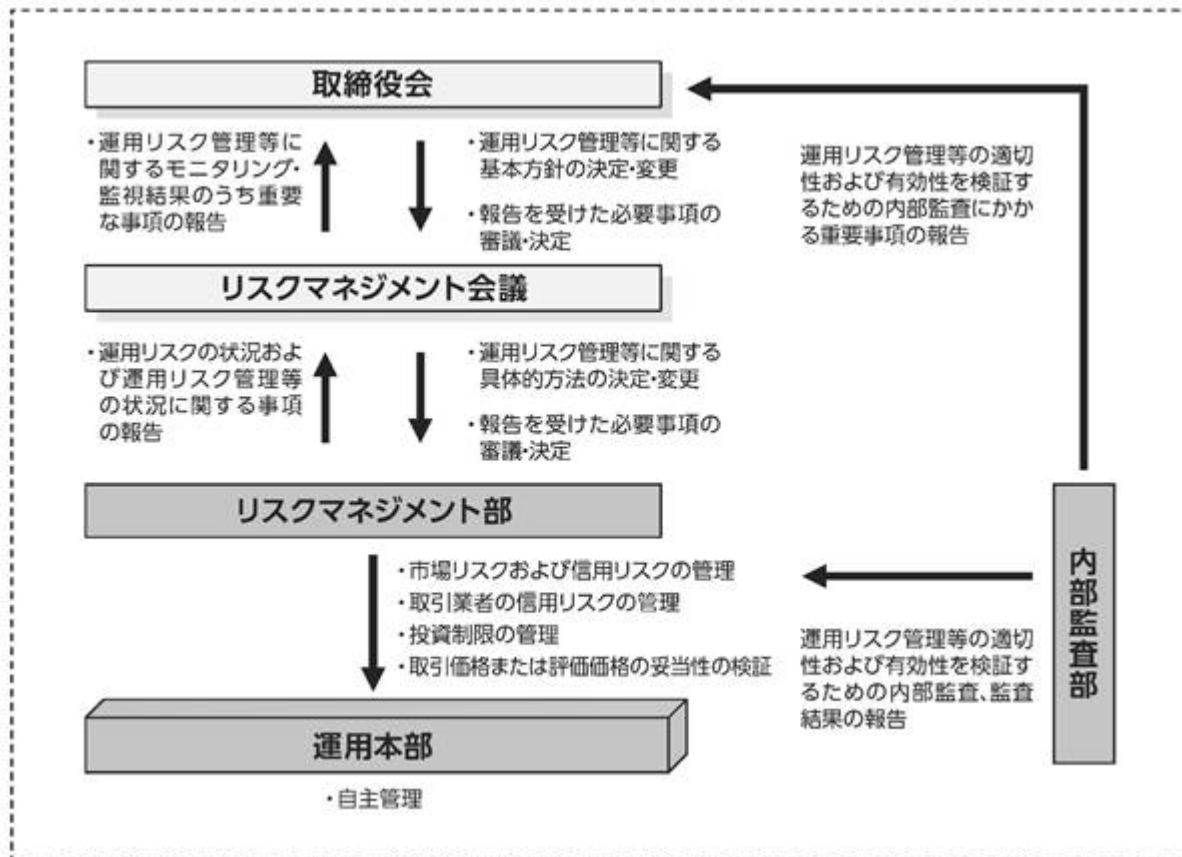 取締役会
・運用リスク管理等に
関するモニタリング・
監視結果のうち重要
な事項の報告
・運用リスク管理等に関する
基本方針の決定・変更
・報告を受けた必要事項の
審議・決定
運用リスク管理等の適切
性および有効性を検証す
るための内部監査にかか
る重要事項の報告
リスクマネジメント会議
・運用リスクの状況およ
び運用リスク管理等
の状況に関する事項
の報告
・運用リスク管理等に関する
具体的方法の決定・変更
・報告を受けた必要事項の
審議・決定
リスクマネジメント部
・市場リスクおよび信用リスクの管理
・取引業者の信用リスクの管理
・投資制限の管理
・取引価格または評価価格の妥当性の検証
内部監査部
運用リスク管理等の適切
性および有効性を検証す
るための内部監査、監査
結果の報告
運用本部
・自主管理